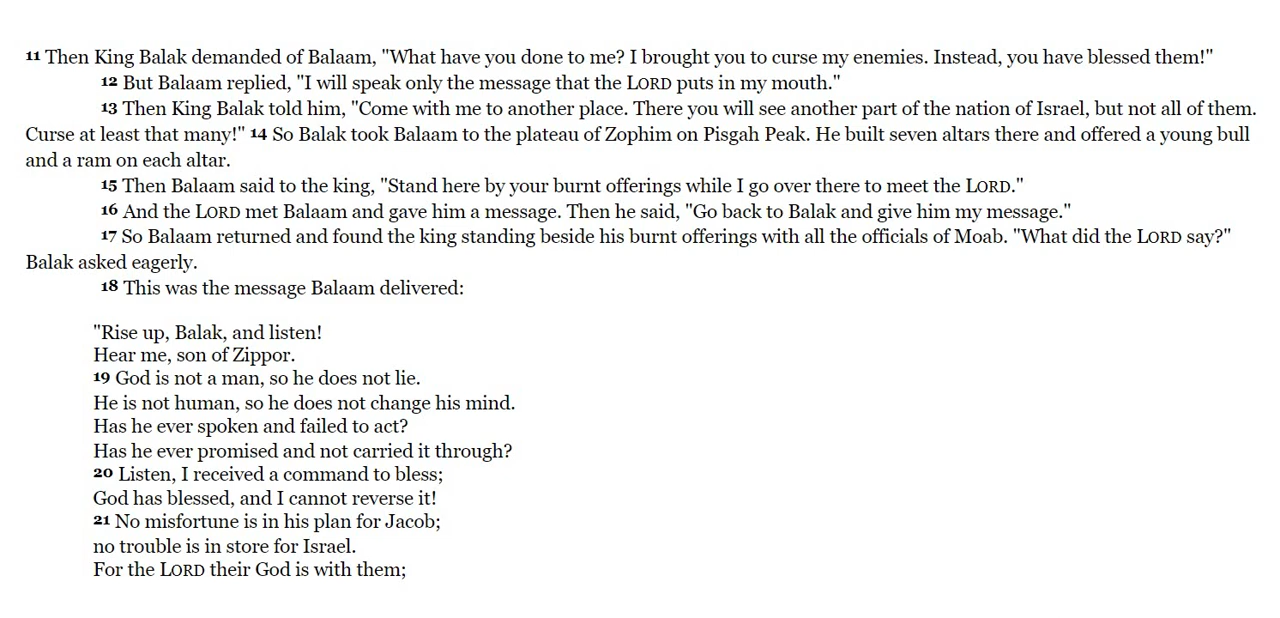 11 Then King Balak demanded of Balaam, "What have you done to me? I brought you to curse my enemies. Instead, you have blessed them!"
12 But Balaam replied, "I will speak only the message that the LORD puts in my mouth."
13 Then King Balak told him, "Come with me to another place. There you will see another part of the nation of Israel, but not all of them.
Curse at least that many!" 14 So Balak took Balaam to the plateau of Zophim on Pisgah Peak. He built seven altars there and offered a young bull
and a ram on each altar.
15 Then Balaam said to the king, "Stand here by your burnt offerings while I go over there to meet the LORD."
16 And the LORD met Balaam and gave him a message. Then he said, "Go back to Balak and give him my message."
17 So Balaam returned and found the king standing beside his burnt offerings with all the officials of Moab. "What did the LORD say?"
Balak asked eagerly.
18 This was the message Balaam delivered:
"Rise up, Balak, and listen!
Hear me, son of Zippor.
19 God is not a man, so he does not lie.
He is not human, so he does not change his mind.
Has he ever spoken and failed to act?
Has he ever promised and not carried it through?
20 Listen, I received a command to bless;
God has blessed, and I cannot reverse it!
21 No misfortune is in his plan for Jacob;
no trouble is in store for Israel.
For the LORD their God is with them;